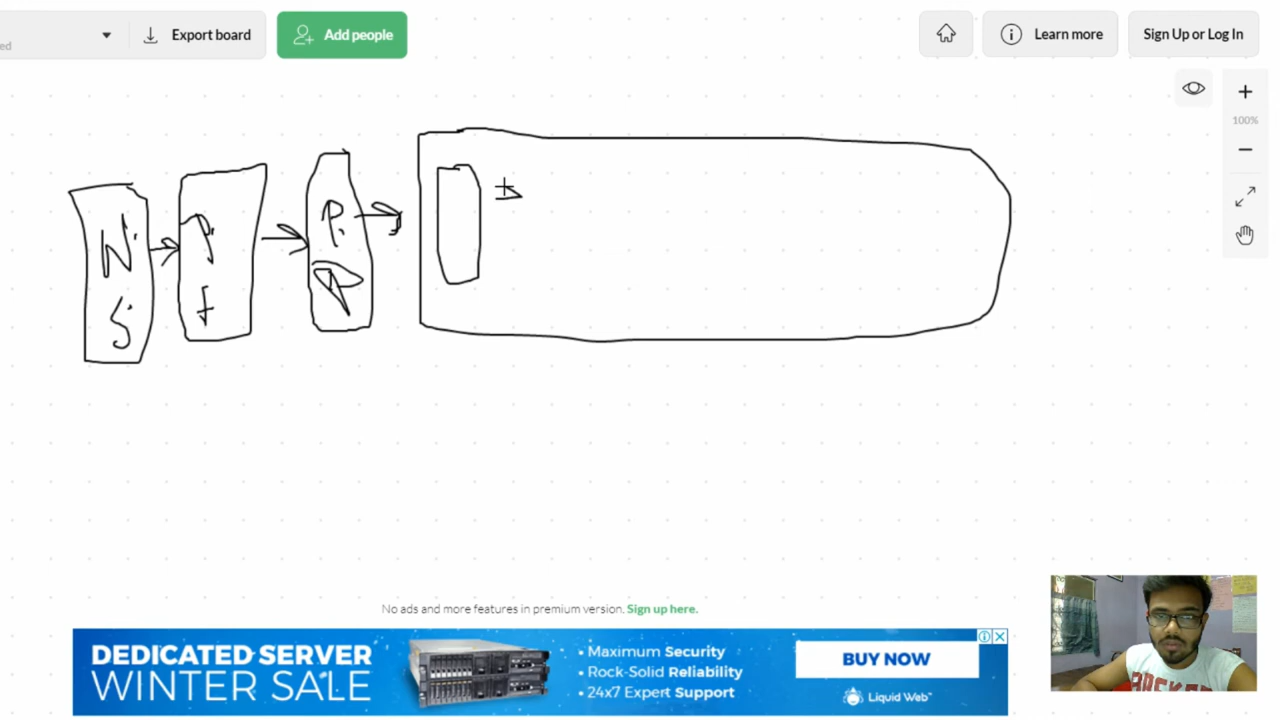 ed
Export board
Add people
Learn more
Sign Up or Log In
100%
N.
S
P.
f
P.
No ads and more features in premium version. Sign up here.
DEDICATED SERVER
WINTER SALE
• Maximum Security
• Rock-Solid Reliability
• 24x7 Expert Support
BUY NOW
Liquid Web™